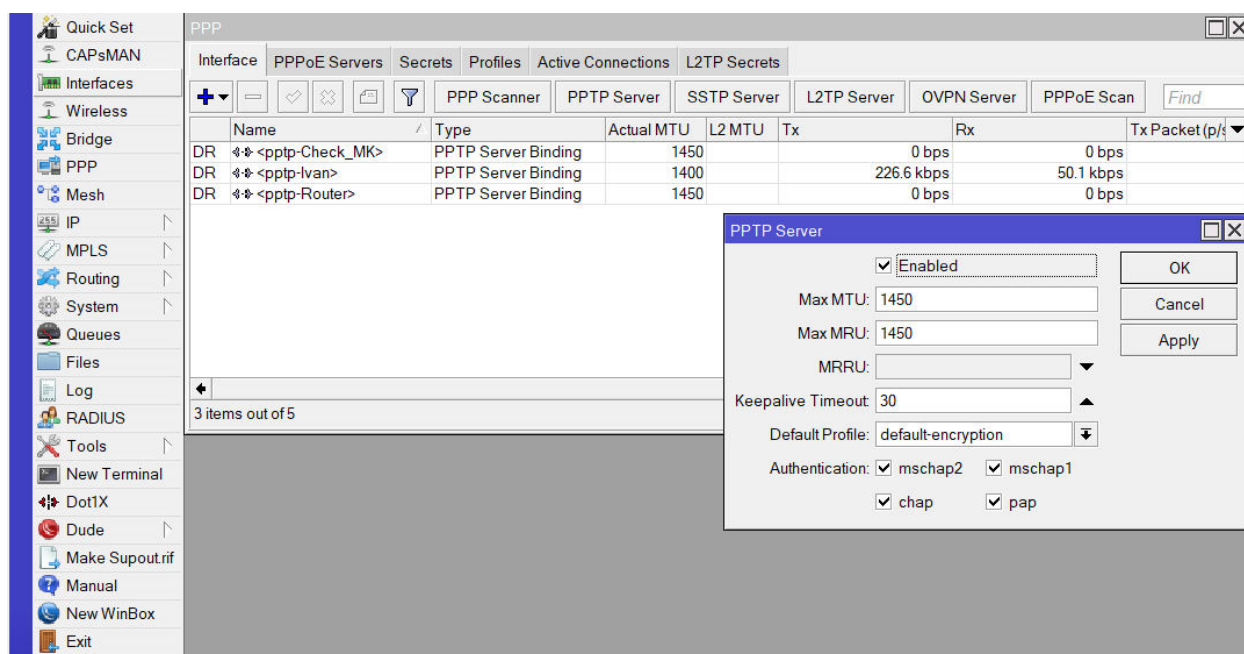 Quick Set
CAPsMAN
Interfaces
Wireless
Bridge
PPP
Mesh
IP
MPLS
Routing
System
Queues
Files
Log
RADIUS
Tools
New Terminal
Dot1X
Dude
Make Supout.rif
Manual
New WinBox
Exit
PPP
Interface PPPoE Servers Secrets Profiles Active Connections L2TP Secrets
PPP Scanner PPTP Server SSTP Server L2TP Server OVPN Server PPPoE Scan Find
Name Type Actual MTU L2 MTU Tx Rx Tx Packet (p/s
DR <pptp-Check_MK> PPTP Server Binding 1450 0 bps 0 bps
DR <pptp-Ivan> PPTP Server Binding 1400 226.6 kbps 50.1 kbps
DR <pptp-Router> PPTP Server Binding 1450 0 bps 0 bps
3 items out of 5
PPTP Server
Enabled
OK
Max MTU: 1450
Cancel
Max MRU: 1450
Apply
MRRU:
Keepalive Timeout: 30
Default Profile: default-encryption
Authentication: mschap2 mschap1
chap pap